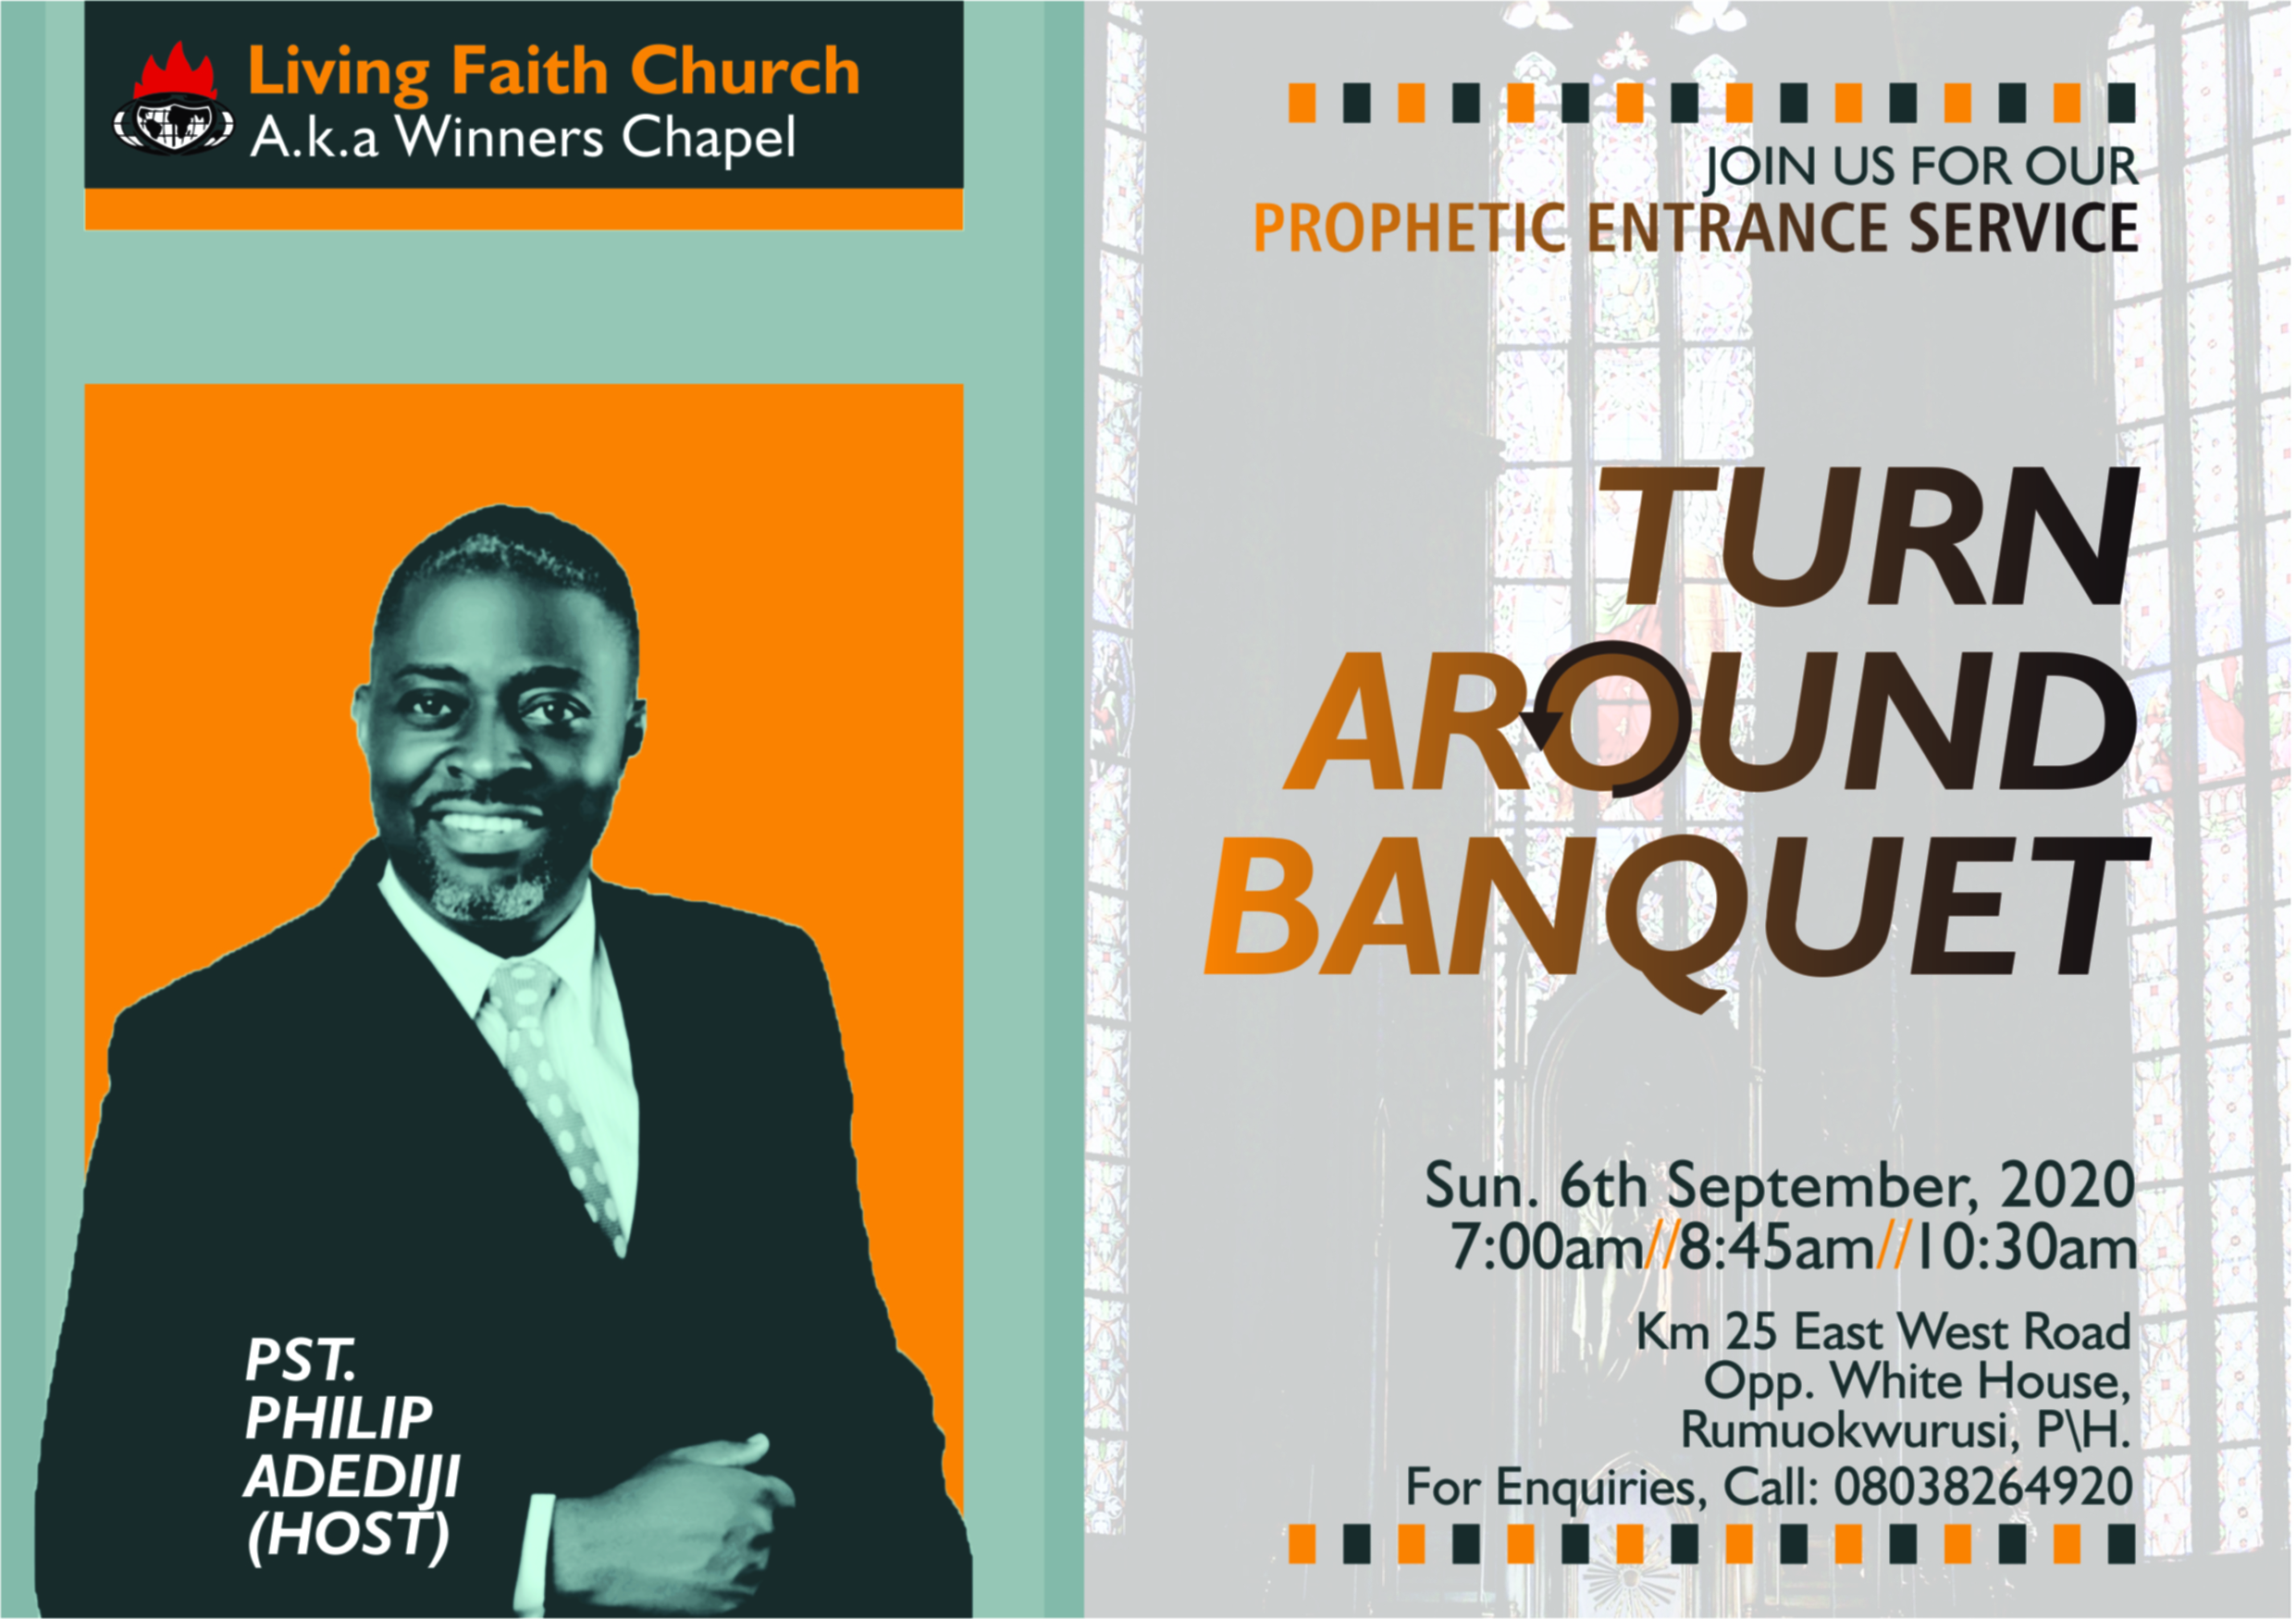 Living Faith Church
A.k.a Winners Chapel
PST.
PHILIP
ADEDIJI
(HOST)
JOIN US FOR OUR
PROPHETIC ENTRANCE SERVICE
TURN
AROUND
BANQUET
Sun. 6th September, 2020
7:00am//8:45am//10:30am
Km 25 East West Road
Opp. White House,
Rumuokwurusi, P\H.
For Enquiries, Call: 08038264920